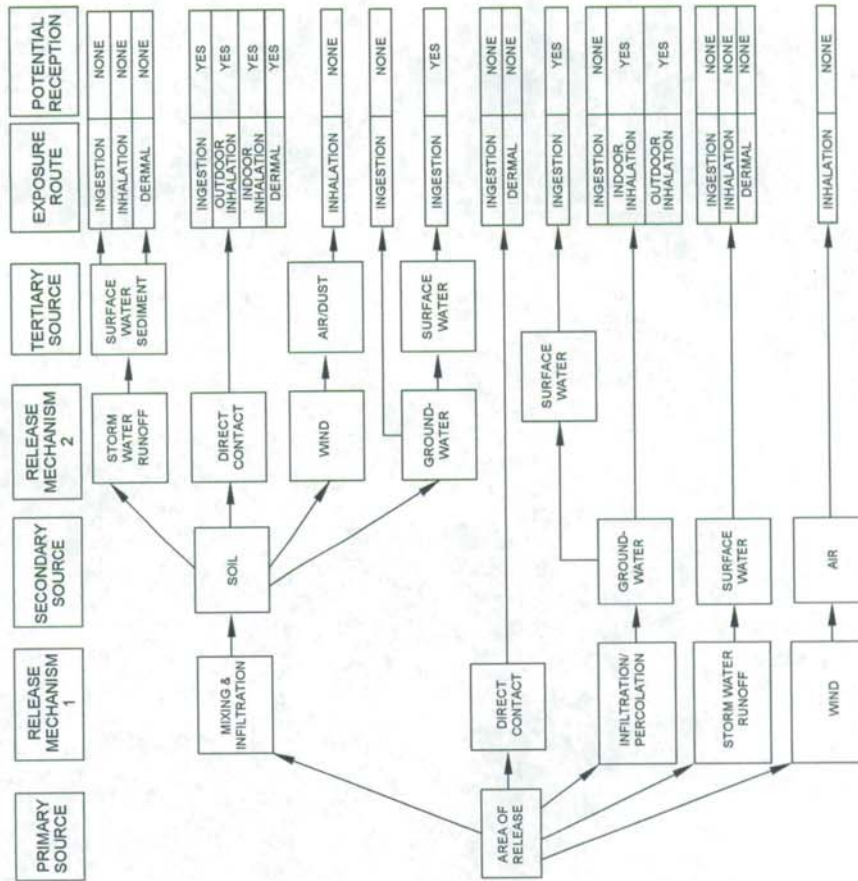 PRIMARY
SOURCE
RELEASE
MECHANISM
1
SECONDARY
SOURCE
RELEASE
MECHANISM
2
TERTIARY
SOURCE
EXPOSURE
ROUTE
POTENTIAL
RECEPTION
AREA OF
RELEASE
MIXING &
INFILTRATION
SOIL
STORM
WATER
RUNOFF
SURFACE
WATER
SEDIMENT
INGESTION NONE
INHALATION NONE
DERMAL NONE
DIRECT
CONTACT
INGESTION YES
OUTDOOR
INHALATION YES
INDOOR
INHALATION YES
DERMAL YES
WIND
AIR/DUST
INHALATION NONE
GROUND-
WATER
INGESTION NONE
SURFACE
WATER
INGESTION YES
DIRECT
CONTACT
INGESTION NONE
DERMAL NONE
INFILTRATION/
PERCOLATION
GROUND-
WATER
SURFACE
WATER
INGESTION YES
INGESTION NONE
INDOOR
INHALATION YES
OUTDOOR
INHALATION YES
STORM WATER
RUNOFF
SURFACE
WATER
INGESTION NONE
INHALATION NONE
DERMAL NONE
WIND
AIR
INHALATION NONE